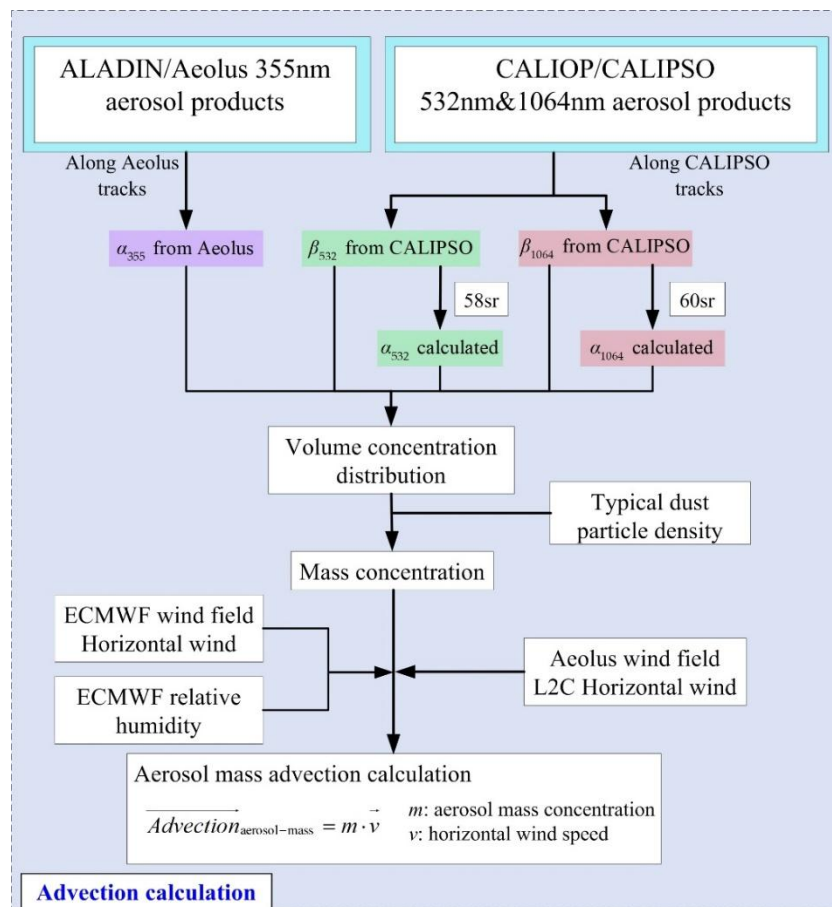 ALADIN/Aeolus 355nm
aerosol products
CALIOP/CALIPSO
532nm&1064nm aerosol products
Along Aeolus
tracks
Along CALIPSO
tracks
α₃₅₅ from Aeolus
β₅₃₂ from CALIPSO
β₁₀₆₄ from CALIPSO
58sr
60sr
α₅₃₂ calculated
α₁₀₆₄ calculated
Volume concentration
distribution
Typical dust
particle density
Mass concentration
ECMWF wind field
Horizontal wind
Aeolus wind field
L2C Horizontal wind
ECMWF relative
humidity
Aerosol mass advection calculation
Advection aerosol−mass = m · v
m: aerosol mass concentration
v: horizontal wind speed
Advection calculation